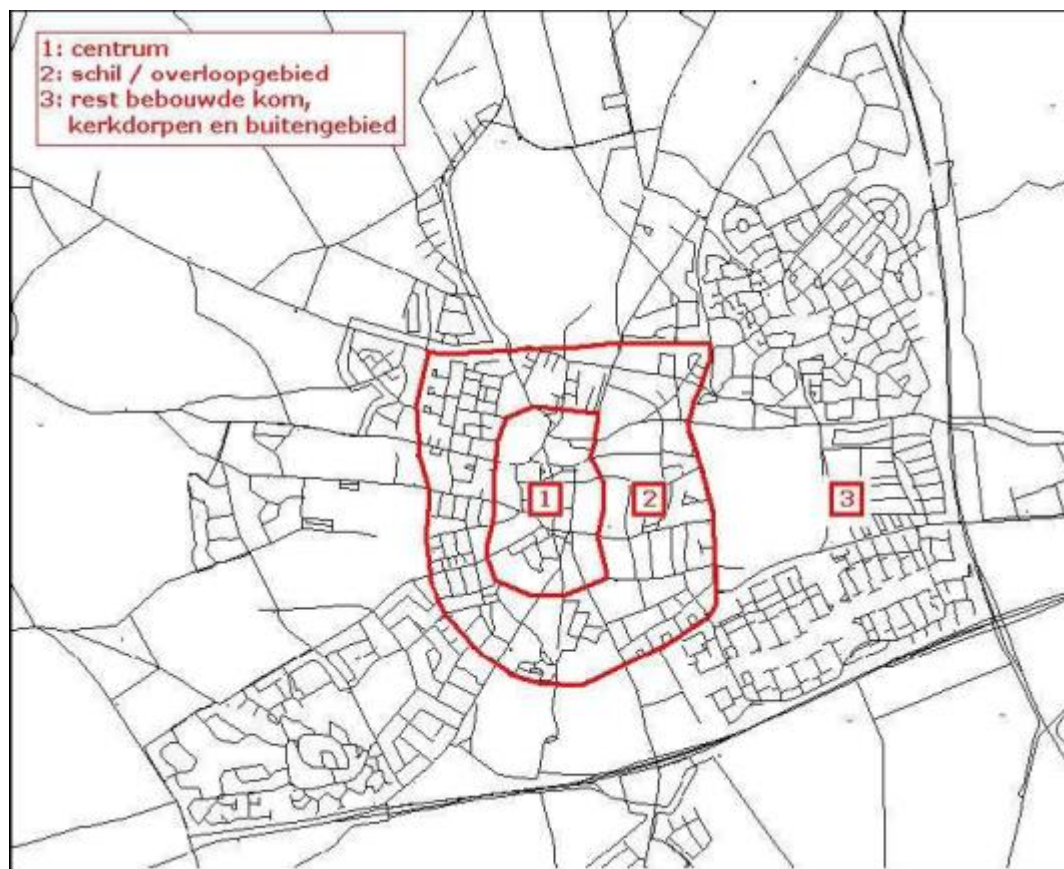 1: centrum
2: schil / overloopgebied
3: rest bebouwde kom,
kerkdorpen en buitengebied
1
2
3